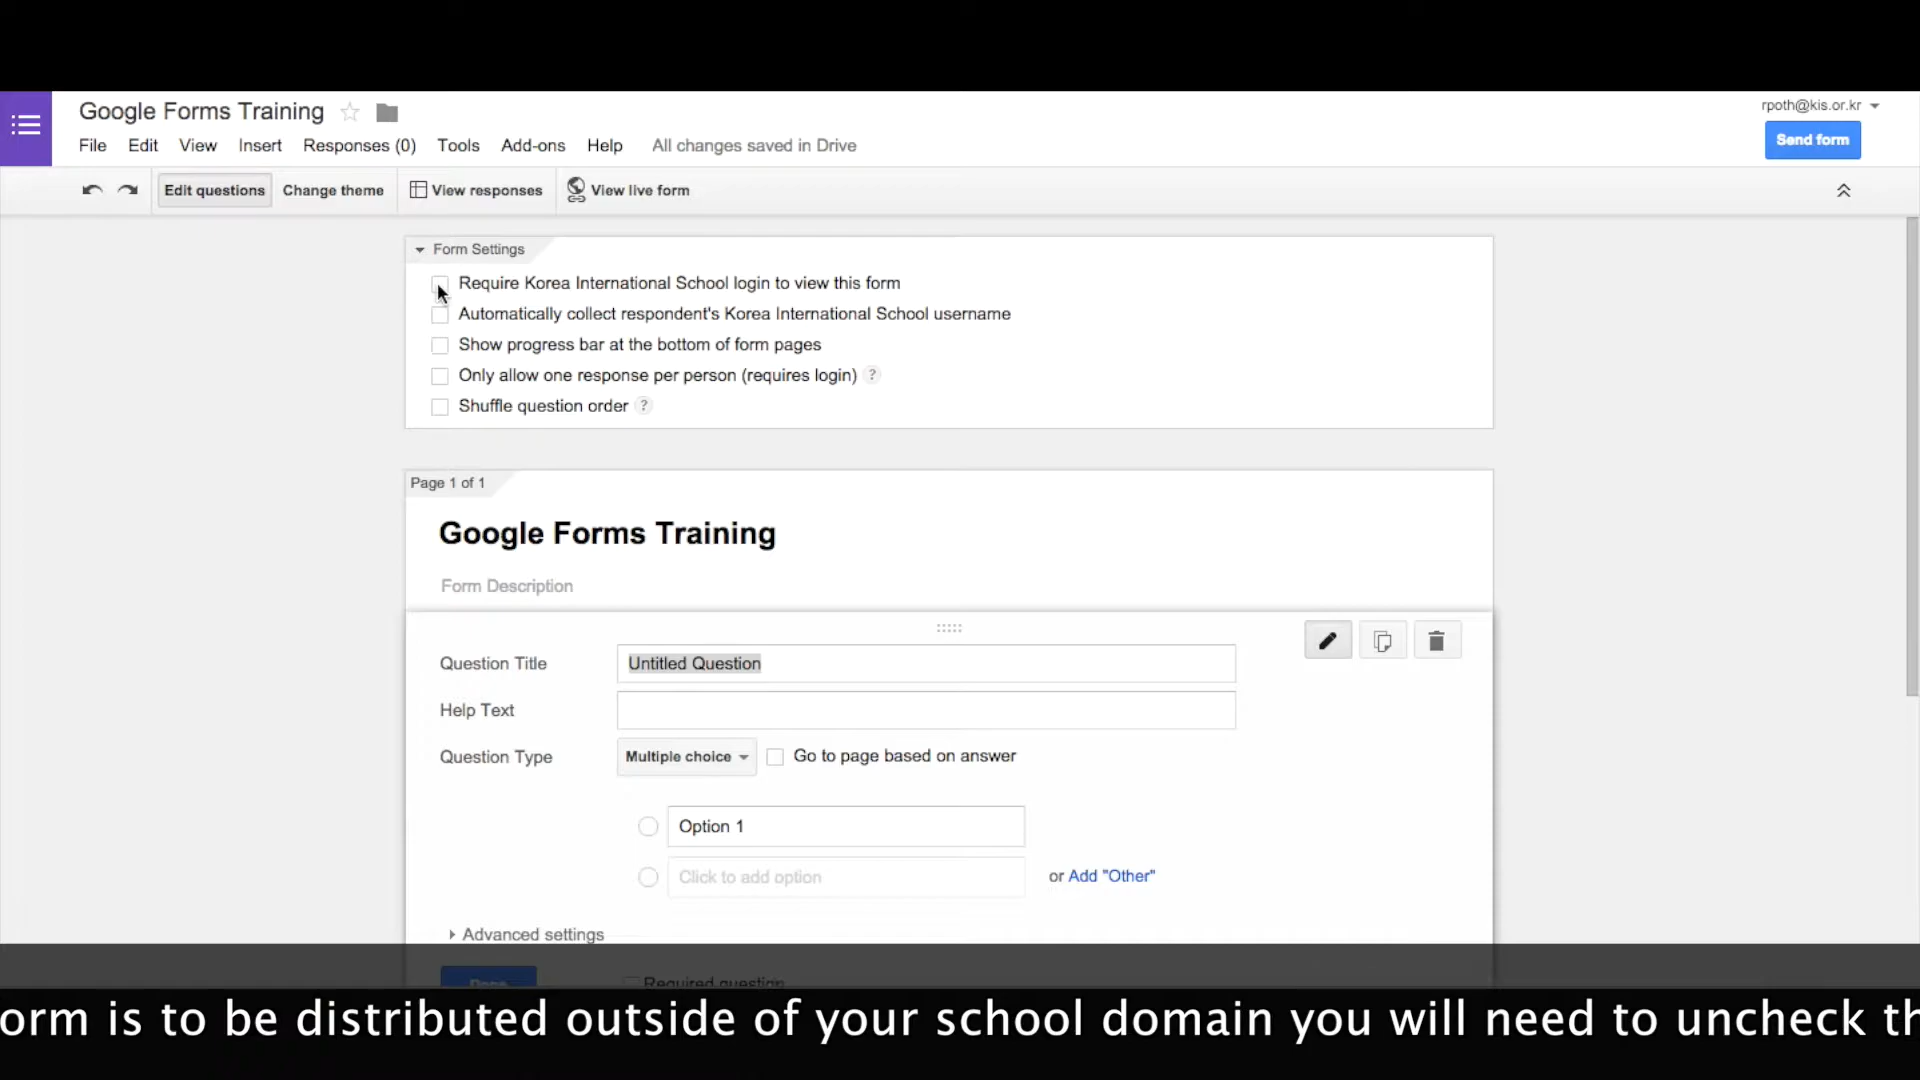 Google Forms Training
rpoth@kis.or.kr
File Edit View Insert Responses (0) Tools Add-ons Help All changes saved in Drive
Send form
Edit questions Change theme View responses View live form
Form Settings
Require Korea International School login to view this form
Automatically collect respondent's Korea International School username
Show progress bar at the bottom of form pages
Only allow one response per person (requires login) ?
Shuffle question order ?
Page 1 of 1
Google Forms Training
Form Description
Question Title Untitled Question
Help Text
Question Type Multiple choice Go to page based on answer
Option 1
Click to add option or Add "Other"
Advanced settings
Required question
orm is to be distributed outside of your school domain you will need to uncheck th